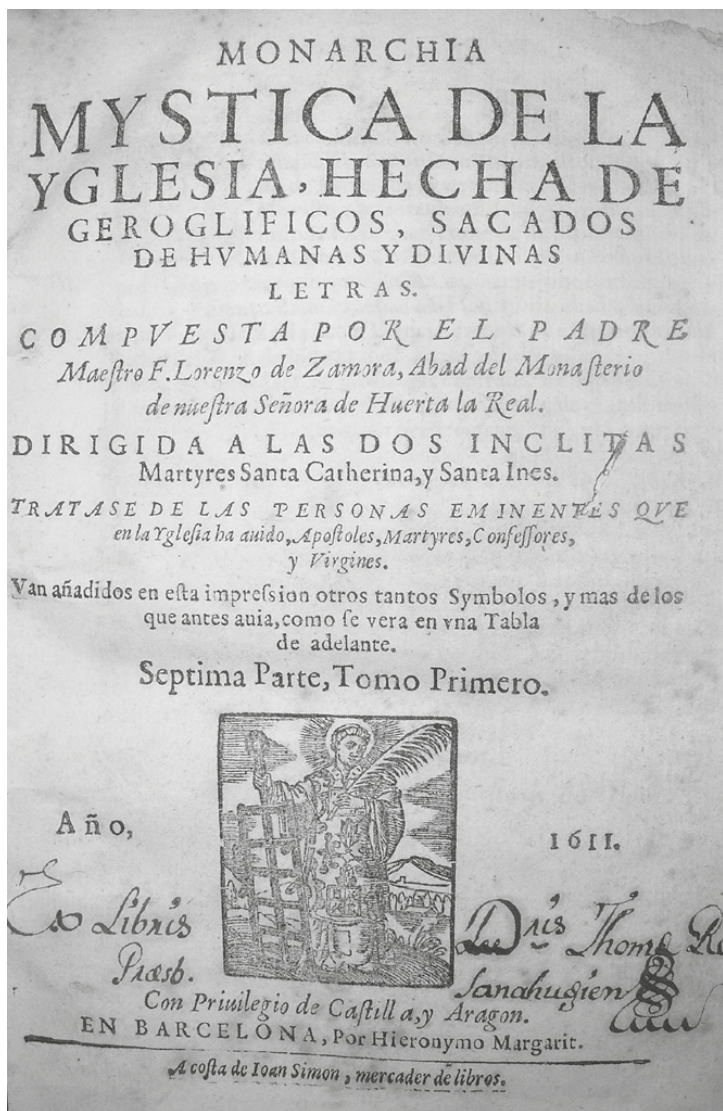 MONARCHIA
MYSTICA DE LA
YGLESIA, HECHA DE
GEROGLIFICOS, SACADOS
DE HVMANAS Y DIVINAS
LETRAS.
COMPVESTA POR EL PADRE
Maeſtro F. Lorenzo de Zamora, Abad del Monaſterio
de nueſtra Señora de Huerta la Real.
DIRIGIDA A LAS DOS INCLITAS
Martyres Santa Catherina, y Santa Ines.
TRATASE DE LAS PERSONAS EMINENTES QVE
en la Ygleſia ha auido, Apoſtoles, Martyres, Confeſſores,
y Virgines.
Van añadidos en eſta impreſsion otros tantos Symbolos, y mas de los
que antes auia, como ſe vera en vna Tabla
de adelante.
Septima Parte, Tomo Primero.
Año, 1611.
Ex Libris Dris Thomæ
Præsb.
Con Priuilegio de Caſtilla, y Aragon.
EN BARCELONA, Por Hieronymo Margarit.
A coſta de Ioan Simon, mercader de libros.